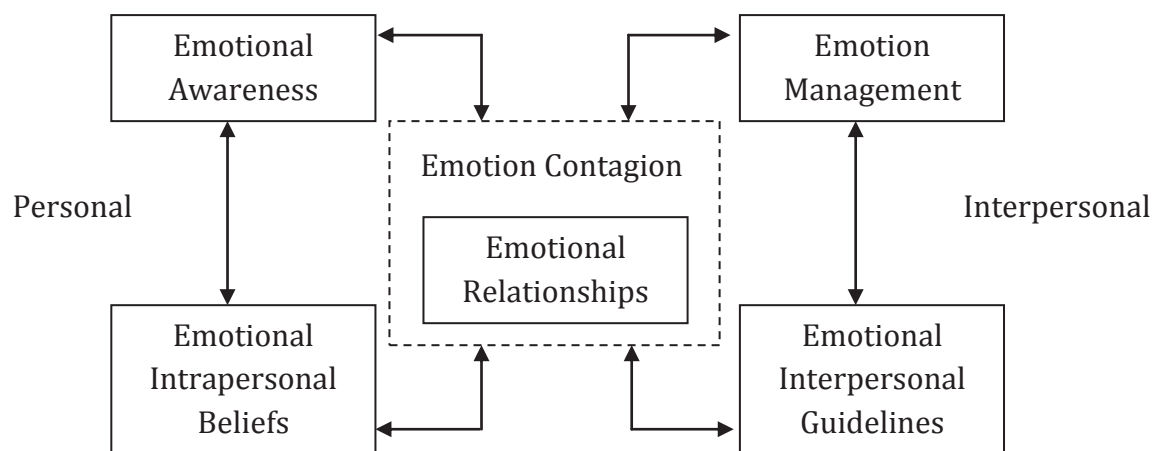 Emotional
Awareness
Emotion
Management
Emotion Contagion
Personal
Interpersonal
Emotional
Relationships
Emotional
Intrapersonal
Beliefs
Emotional
Interpersonal
Guidelines